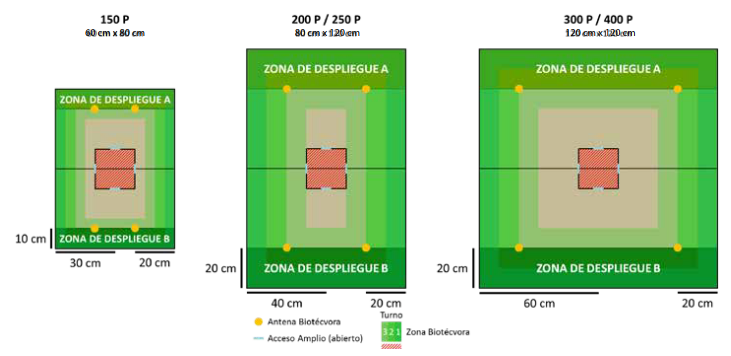 150 P
60 cm x 80 cm
200 P / 250 P
80 cm x 120 cm
300 P / 400 P
120 cm x 120 cm
ZONA DE DESPLIEGUE A
ZONA DE DESPLIEGUE A
ZONA DE DESPLIEGUE A
ZONA DE DESPLIEGUE B
ZONA DE DESPLIEGUE B
ZONA DE DESPLIEGUE B
10 cm
30 cm
20 cm
20 cm
40 cm
20 cm
20 cm
60 cm
20 cm
Antena Biotécvora
Acceso Amplio (abierto)
Turno
3 2 1
Zona Biotécvora